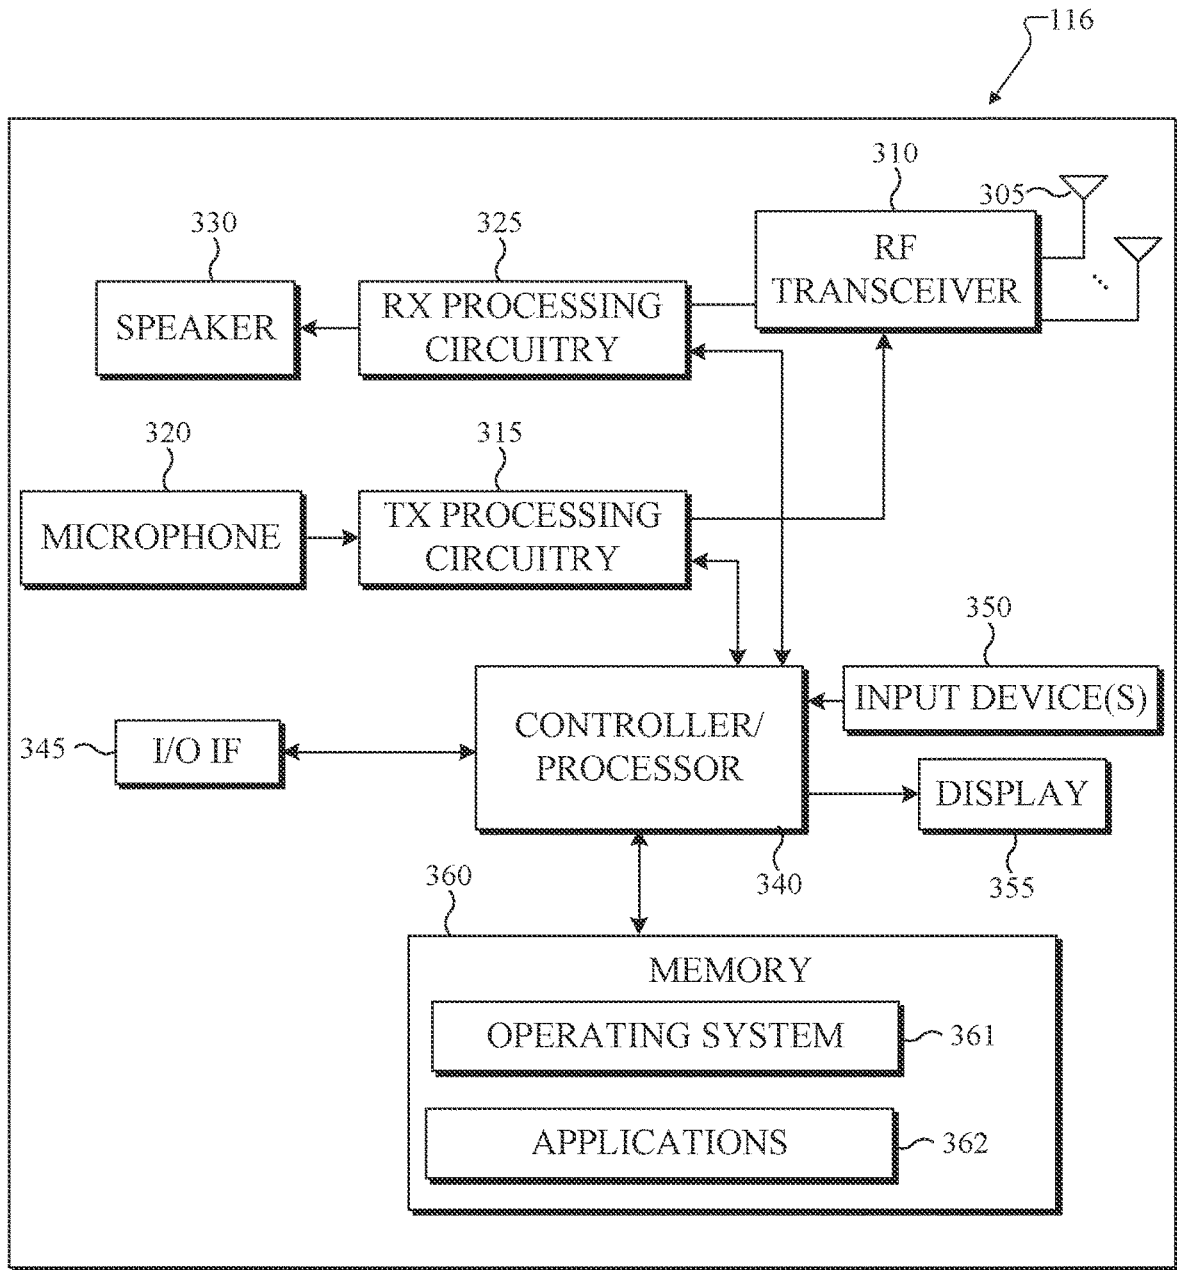 116
310
305
330
325
RF
TRANSCEIVER
SPEAKER
RX PROCESSING
CIRCUITRY
320
315
MICROPHONE
TX PROCESSING
CIRCUITRY
350
INPUT DEVICE(S)
CONTROLLER/
PROCESSOR
345
I/O IF
DISPLAY
340
355
360
MEMORY
OPERATING SYSTEM
361
APPLICATIONS
362